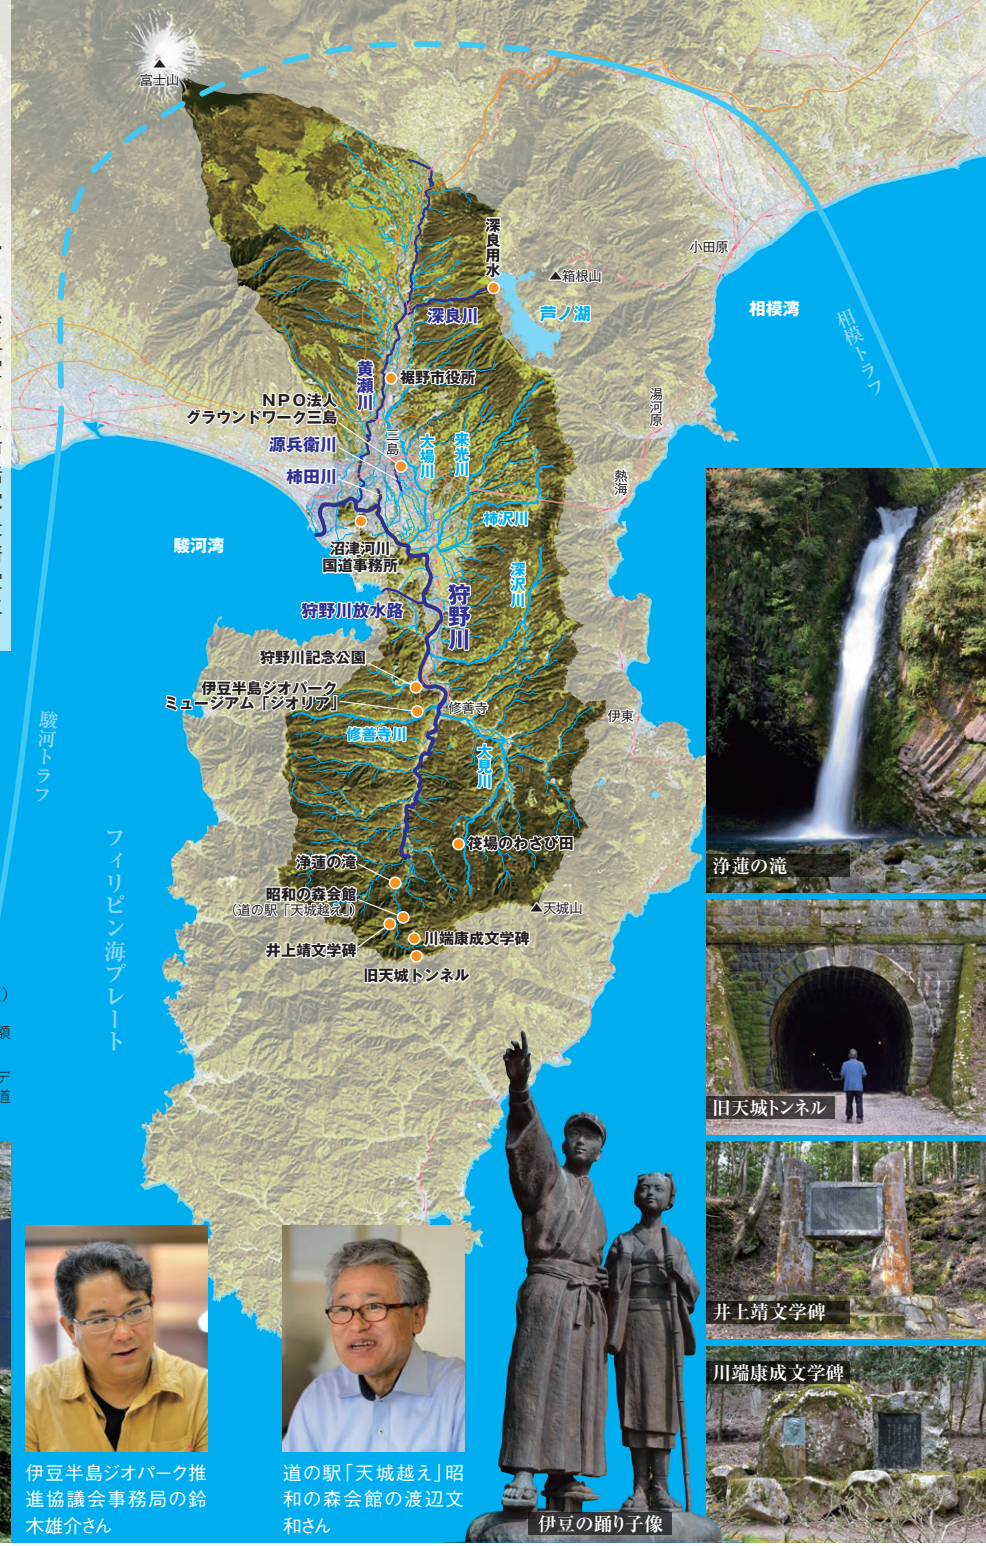 ▲
富士山
深良用水
▲箱根山
小田原
芦ノ湖
深良川
相模湾
相模トラフ
黄瀬川
裾野市役所
NPO法人
グラウンドワーク三島
湯河原
三島
大場川
来光川
源兵衛川
柿田川
熱海
柿沢川
駿河湾
沼津河川
国道事務所
深沢川
狩野川放水路
狩野川
狩野川記念公園
伊豆半島ジオパーク
ミュージアム「ジオリア」
修善寺
伊東
修善寺川
大見川
駿河トラフ
フィリピン海プレート
筏場のわさび田
浄蓮の滝
昭和の森会館
(道の駅「天城越え」)
▲天城山
井上靖文学碑
川端康成文学碑
旧天城トンネル
)
額
デ
道
浄蓮の滝
旧天城トンネル
井上靖文学碑
川端康成文学碑
伊豆半島ジオパーク推
進協議会事務局の鈴
木雄介さん
道の駅「天城越え」昭
和の森会館の渡辺文
和さん
伊豆の踊り子像